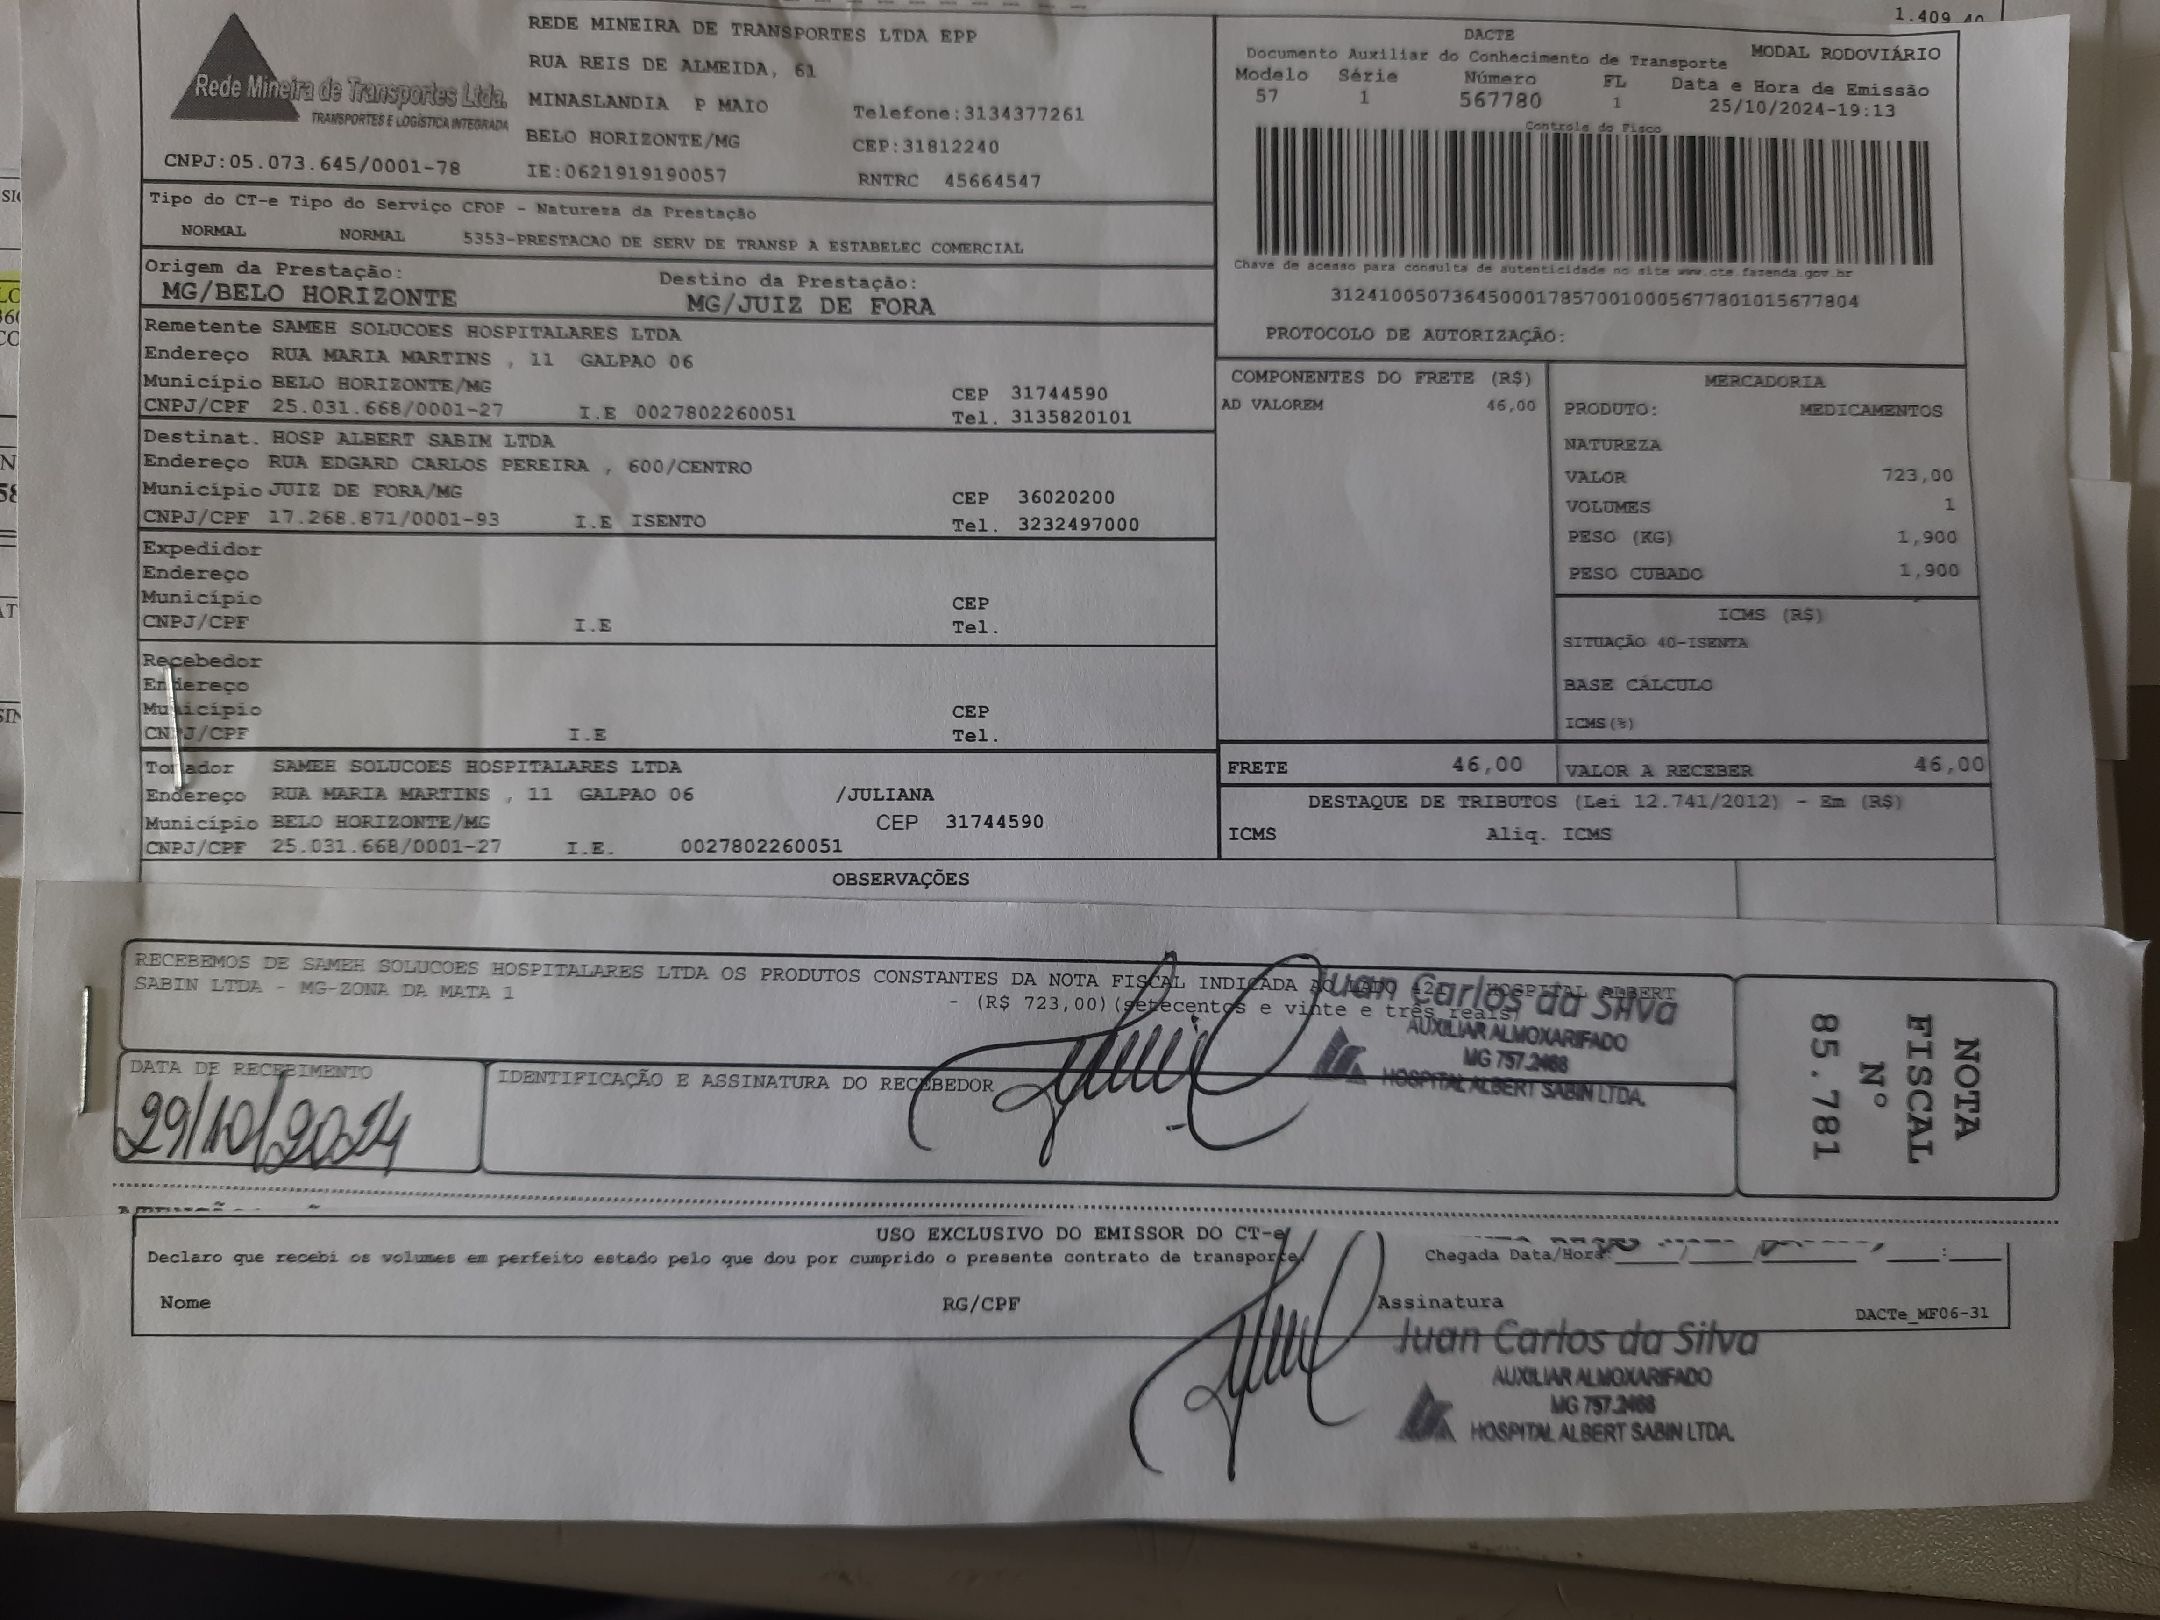 1.409,40
Rede Mineira de Transportes Ltda.
TRANSPORTES E LOGÍSTICA INTEGRADA
CNPJ:05.073.645/0001-78
REDE MINEIRA DE TRANSPORTES LTDA EPP
RUA REIS DE ALMEIDA, 61
MINASLANDIA P MAIO Telefone:3134377261
BELO HORIZONTE/MG CEP:31812240
IE:0621919190057 RNTRC 45664547
DACTE
Documento Auxiliar do Conhecimento de Transporte MODAL RODOVIÁRIO
Modelo Série Número FL Data e Hora de Emissão
57 1 567780 1 25/10/2024-19:13
Controle do Fisco
Chave de acesso para consulta de autenticidade no site www.cte.fazenda.gov.br
31241005073645000178570010005677801015677804
PROTOCOLO DE AUTORIZAÇÃO:
Tipo do CT-e Tipo do Serviço CFOP - Natureza da Prestação
NORMAL NORMAL 5353-PRESTACAO DE SERV DE TRANSP A ESTABELEC COMERCIAL
Origem da Prestação: Destino da Prestação:
MG/BELO HORIZONTE MG/JUIZ DE FORA
Remetente SAMEH SOLUCOES HOSPITALARES LTDA
Endereço RUA MARIA MARTINS , 11 GALPAO 06
Município BELO HORIZONTE/MG CEP 31744590
CNPJ/CPF 25.031.668/0001-27 I.E 0027802260051 Tel. 3135820101
Destinat. HOSP ALBERT SABIM LTDA
Endereço RUA EDGARD CARLOS PEREIRA , 600/CENTRO
Município JUIZ DE FORA/MG CEP 36020200
CNPJ/CPF 17.268.871/0001-93 I.E ISENTO Tel. 3232497000
Expedidor
Endereço
Município CEP
CNPJ/CPF I.E Tel.
Recebedor
Endereço
Município CEP
CNPJ/CPF I.E Tel.
Tomador SAMEH SOLUCOES HOSPITALARES LTDA
Endereço RUA MARIA MARTINS , 11 GALPAO 06 /JULIANA
Município BELO HORIZONTE/MG CEP 31744590
CNPJ/CPF 25.031.668/0001-27 I.E. 0027802260051
COMPONENTES DO FRETE (R$)
AD VALOREM 46,00
MERCADORIA
PRODUTO: MEDICAMENTOS
NATUREZA
VALOR 723,00
VOLUMES 1
PESO (KG) 1,900
PESO CUBADO 1,900
ICMS (R$)
SITUAÇÃO 40-ISENTA
BASE CÁLCULO
ICMS(%)
FRETE 46,00 VALOR A RECEBER 46,00
DESTAQUE DE TRIBUTOS (Lei 12.741/2012) - Em (R$)
ICMS Aliq. ICMS
OBSERVAÇÕES
RECEBEMOS DE SAMEH SOLUCOES HOSPITALARES LTDA OS PRODUTOS CONSTANTES DA NOTA FISCAL INDICADA AO LADO HOSPITAL ALBERT
SABIN LTDA - MG-ZONA DA MATA 1 - (R$ 723,00)(setecentos e vinte e três reais)
DATA DE RECEBIMENTO
29/10/2024
IDENTIFICAÇÃO E ASSINATURA DO RECEBEDOR
Juan Carlos da Silva
AUXILIAR ALMOXARIFADO
MG 757.2468
HOSPITAL ALBERT SABIN LTDA.
NOTA
FISCAL
Nº
85.781
USO EXCLUSIVO DO EMISSOR DO CT-e
Declaro que recebi os volumes em perfeito estado pelo que dou por cumprido o presente contrato de transporte. Chegada Data/Hora:____/____/____ ___:___
Nome RG/CPF Assinatura
DACTe_MF06-31
Juan Carlos da Silva
AUXILIAR ALMOXARIFADO
MG 757.2468
HOSPITAL ALBERT SABIN LTDA.